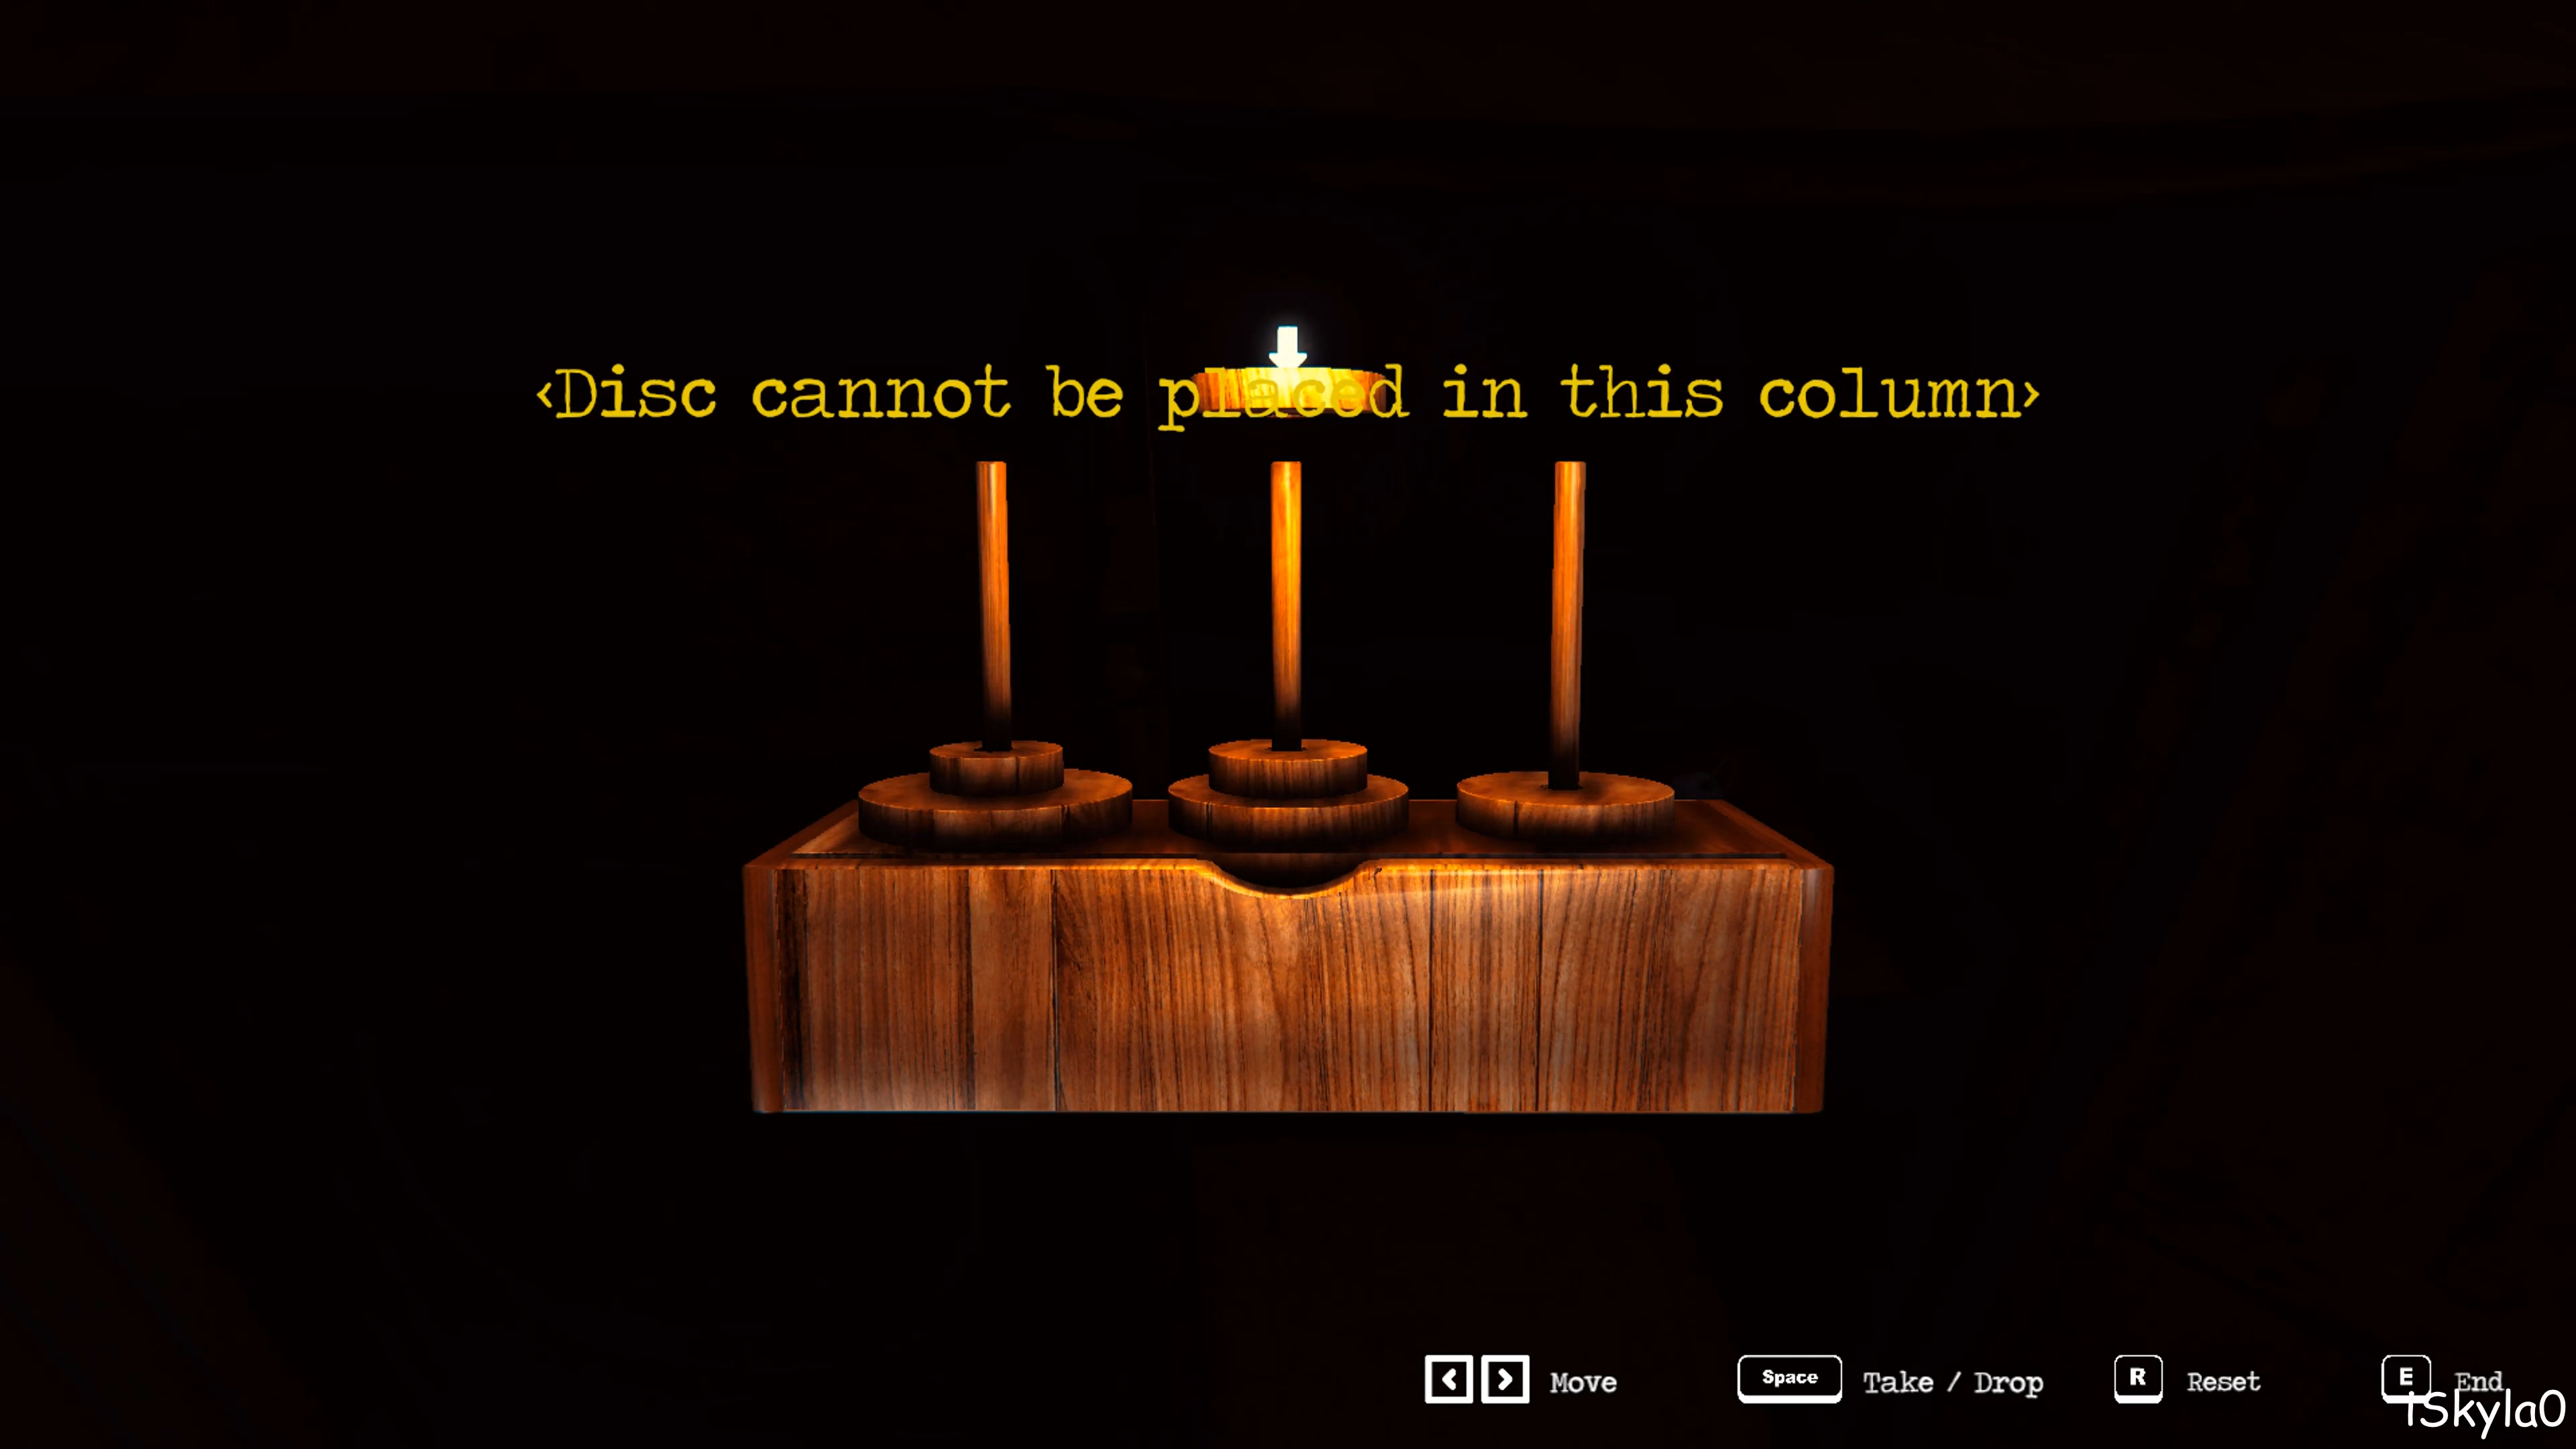 ‹Disc cannot be placed in this column›
Move Space Take / Drop R Reset E End
iSkyla0